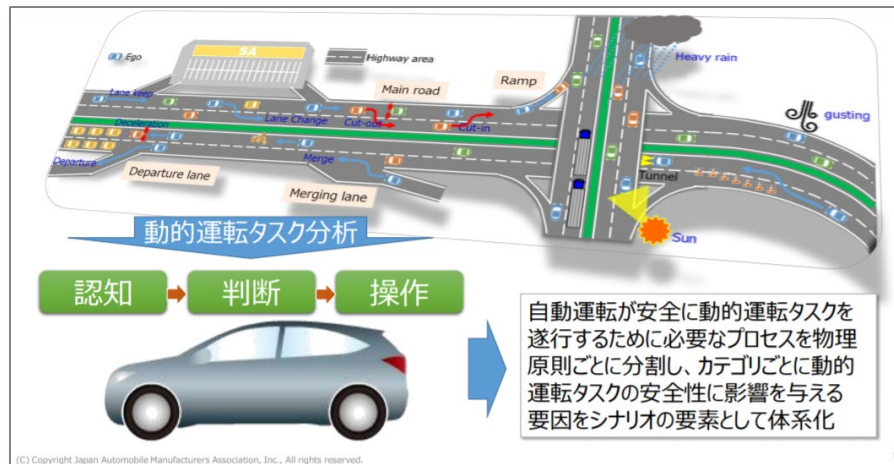 SA
Ego
Highway area
Heavy rain
Ramp
Main road
gusting
Lane keep
Lane Change
Cut-out
Cut-in
Deceleration
Departure
Departure lane
Merge
Merging lane
Tunnel
Sun
動的運転タスク分析
認知
判断
操作
自動運転が安全に動的運転タスクを
遂行するために必要なプロセスを物理
原則ごとに分割し、カテゴリごとに動的
運転タスクの安全性に影響を与える
要因をシナリオの要素として体系化
(C) Copyright Japan Automobile Manufacturers Association, Inc., All rights reserved.